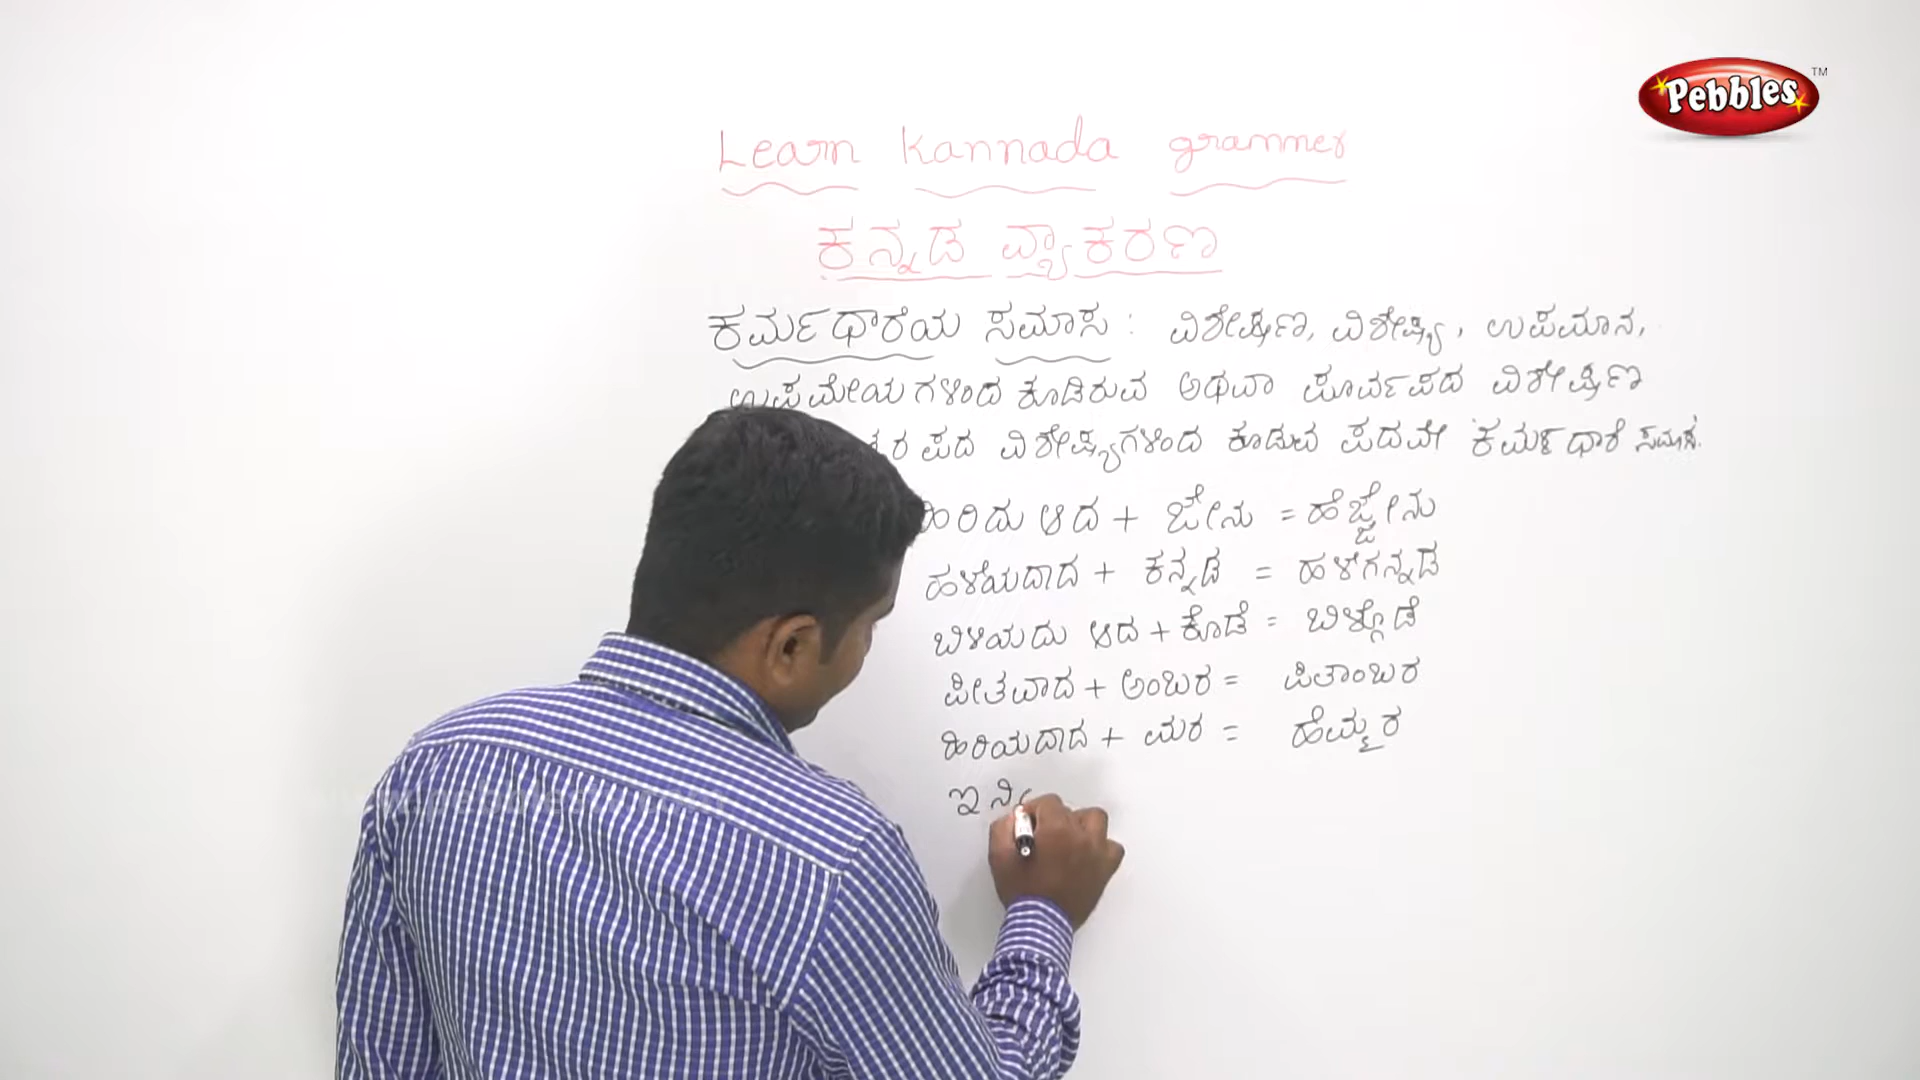 Pebbles TM
Learn Kannada grammer
ಕನ್ನಡ ವ್ಯಾಕರಣ
ಕರ್ಮಧಾರೆಯ ಸಮಾಸ : ವಿಶೇಷಣ, ವಿಶೇಷ್ಯ, ಉಪಮಾನ,
ಉಪಮೇಯಗಳಿಂದ ಕೂಡಿರುವ ಅಥವಾ ಪೂರ್ವಪದ ವಿಶೇಷಣ
ಪದ ವಿಶೇಷ್ಯಗಳಿಂದ ಕೂಡುವ ಪದವೇ ಕರ್ಮಧಾರೆ ಸಮಾಸ.
ಹಿರಿದು ಆದ + ಜೇನು = ಹೆಜ್ಜೇನು
ಹಳೆಯದಾದ + ಕನ್ನಡ = ಹಳೆಗನ್ನಡ
ಬಿಳಿಯದು ಆದ + ಕೊಡೆ = ಬಿಳ್ಗೊಡೆ
ಪೀತವಾದ + ಅಂಬರ = ಪಿತಾಂಬರ
ಹಿರಿಯದಾದ + ಮರ = ಹೆಮ್ಮರ